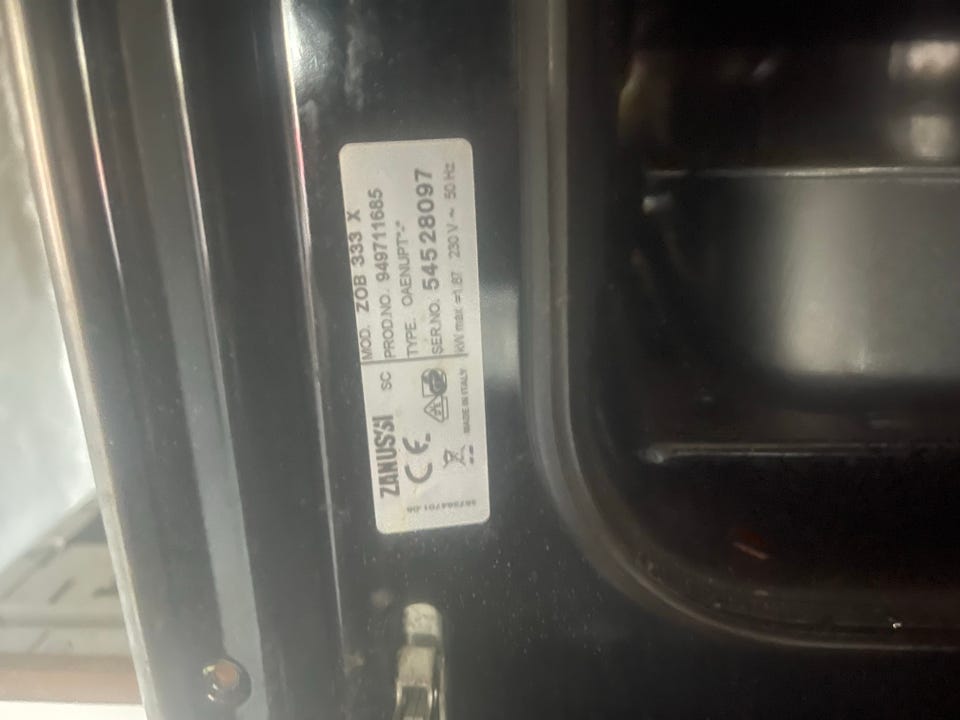 ZANUSSI
SC
MOD. ZOB 333 X
PROD.NO. 949711685
TYPE. OAENUPT*-*
SER.NO. 54528097
KW max =1.87 230 V ~ 50 Hz
CE
MADE IN ITALY